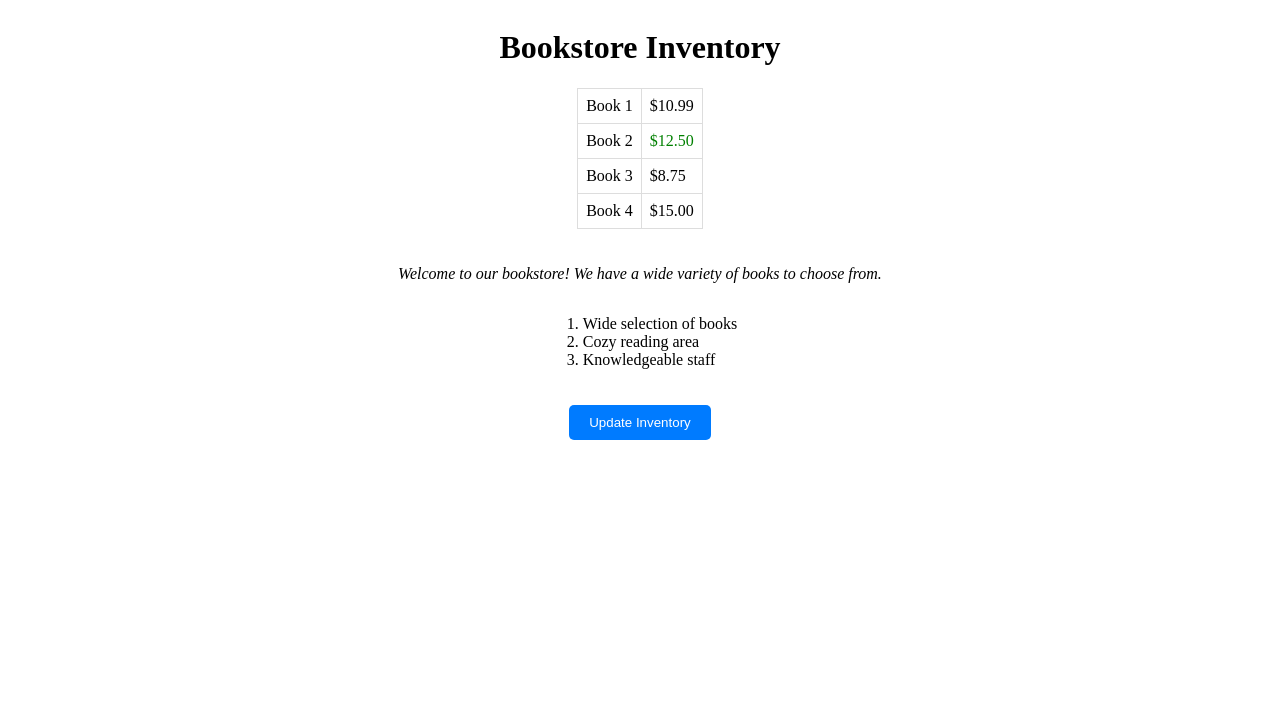 Bookstore Inventory
Book 1 $10.99
Book 2 $12.50
Book 3 $8.75
Book 4 $15.00
Welcome to our bookstore! We have a wide variety of books to choose from.
1. Wide selection of books
2. Cozy reading area
3. Knowledgeable staff
Update Inventory